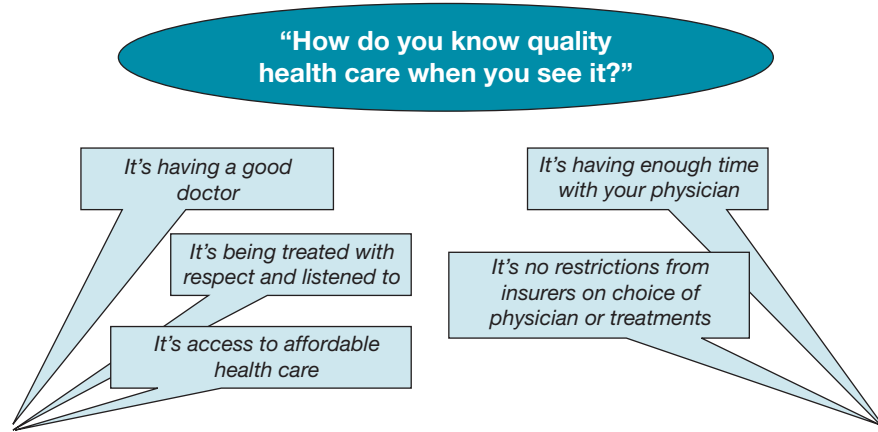 “How do you know quality
health care when you see it?”
It’s having a good
doctor
It’s being treated with
respect and listened to
It’s access to affordable
health care
It’s having enough time
with your physician
It’s no restrictions from
insurers on choice of
physician or treatments